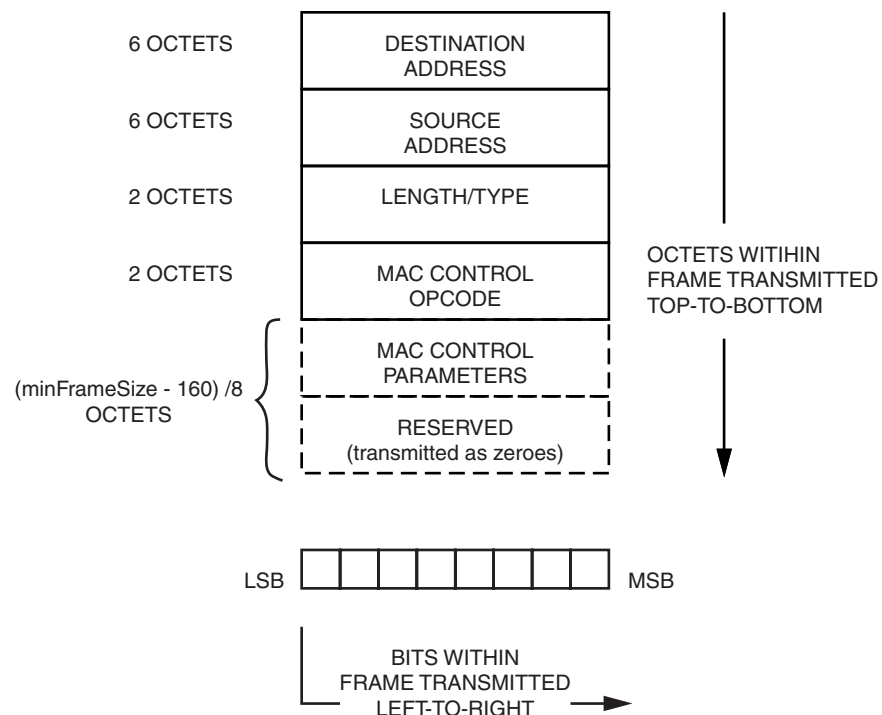 6 OCTETS
DESTINATION
ADDRESS
6 OCTETS
SOURCE
ADDRESS
2 OCTETS
LENGTH/TYPE
2 OCTETS
MAC CONTROL
OPCODE
OCTETS WITIHIN
FRAME TRANSMITTED
TOP-TO-BOTTOM
(minFrameSize - 160) /8
OCTETS
MAC CONTROL
PARAMETERS
RESERVED
(transmitted as zeroes)
LSB
MSB
BITS WITHIN
FRAME TRANSMITTED
LEFT-TO-RIGHT